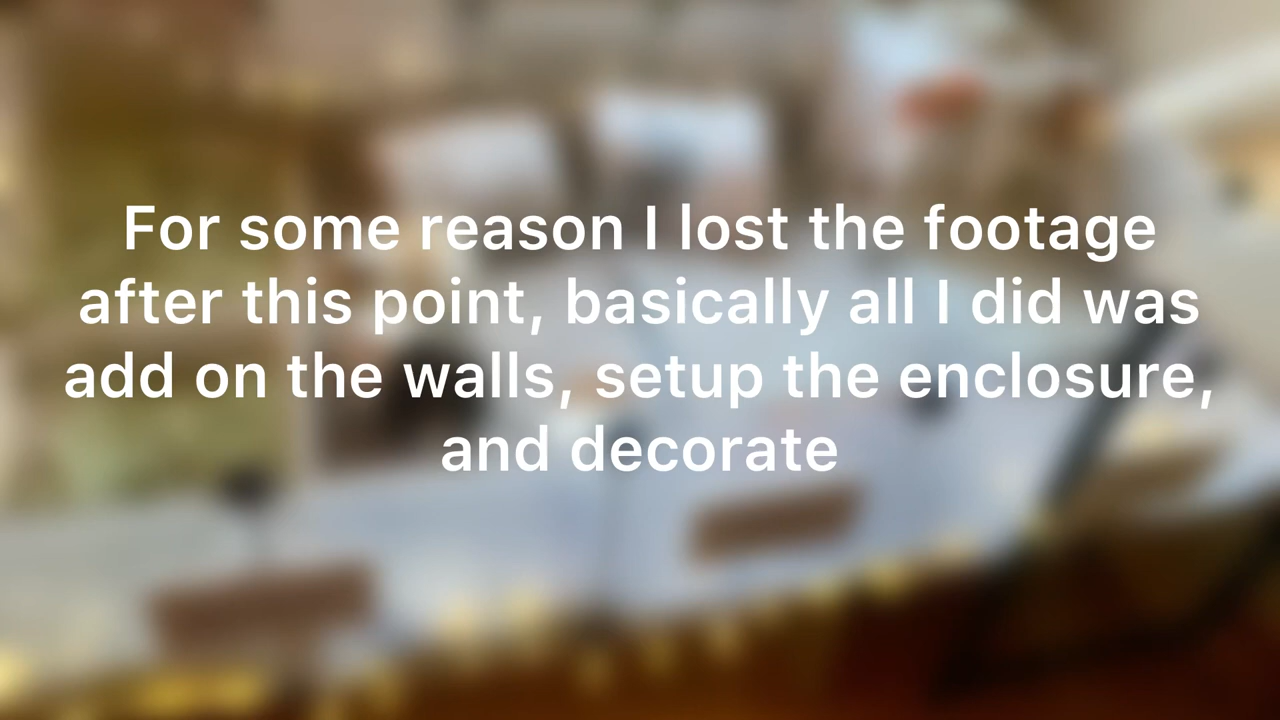 For some reason I lost the footage
after this point, basically all I did was
add on the walls, setup the enclosure,
and decorate